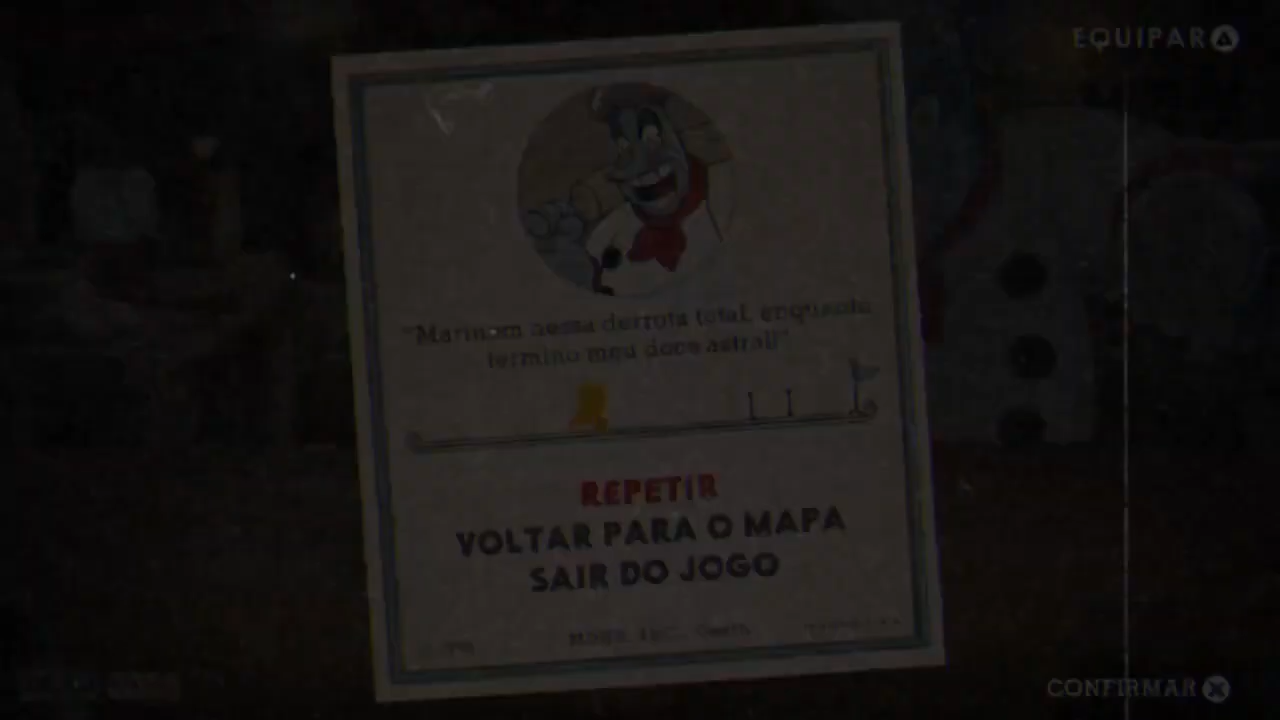 EQUIPAR
"Marinem nessa derrota total, enquanto
termino meu doce astral!"
REPETIR
VOLTAR PARA O MAPA
SAIR DO JOGO
CONFIRMAR